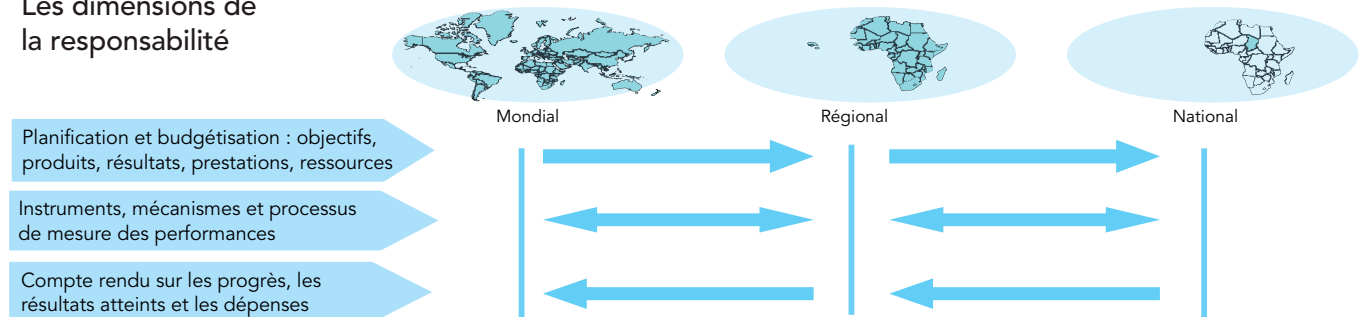 Les dimensions de
la responsabilité
Mondial
Régional
National
Planification et budgétisation : objectifs,
produits, résultats, prestations, ressources
Instruments, mécanismes et processus
de mesure des performances
Compte rendu sur les progrès, les
résultats atteints et les dépenses